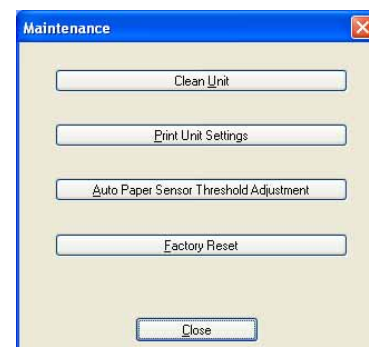 Maintenance
Clean Unit
Print Unit Settings
Auto Paper Sensor Threshold Adjustment
Factory Reset
Close